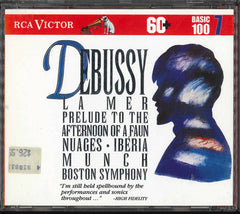 RCA VICTOR
60+
BASIC
100
7
DEBUSSY
LA MER
PRELUDE TO THE
AFTERNOON OF A FAUN
NUAGES • IBERIA
MUNCH
BOSTON SYMPHONY
"I'm still held spellbound by the
performances and sonics
throughout ..." -HIGH FIDELITY